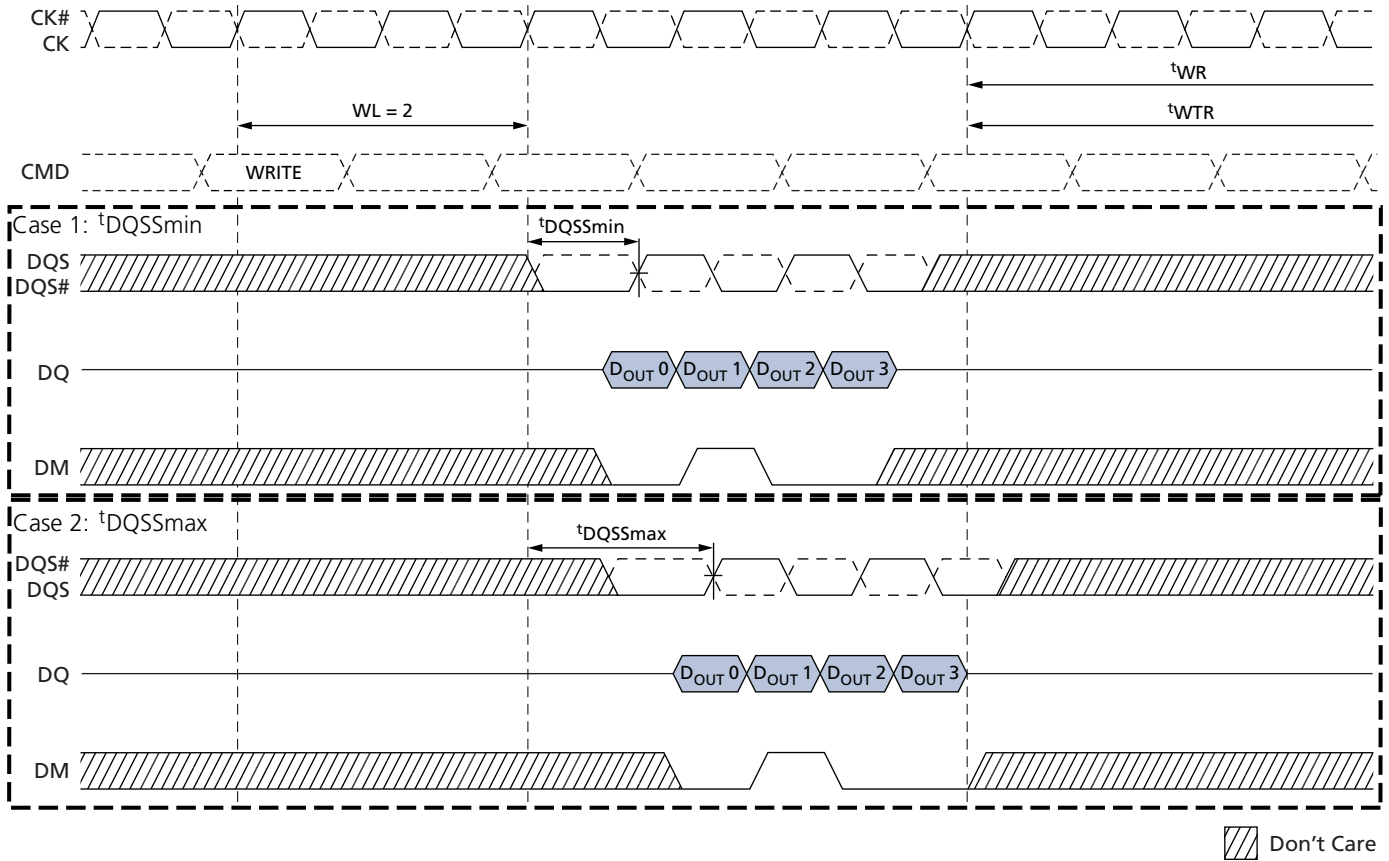 CK#
CK
tWR
WL = 2
tWTR
CMD
WRITE
Case 1: tDQSSmin
tDQSSmin
DQS
DQS#
DQ
DOUT 0 DOUT 1 DOUT 2 DOUT 3
DM
Case 2: tDQSSmax
tDQSSmax
DQS#
DQS
DQ
DOUT 0 DOUT 1 DOUT 2 DOUT 3
DM
Don't Care